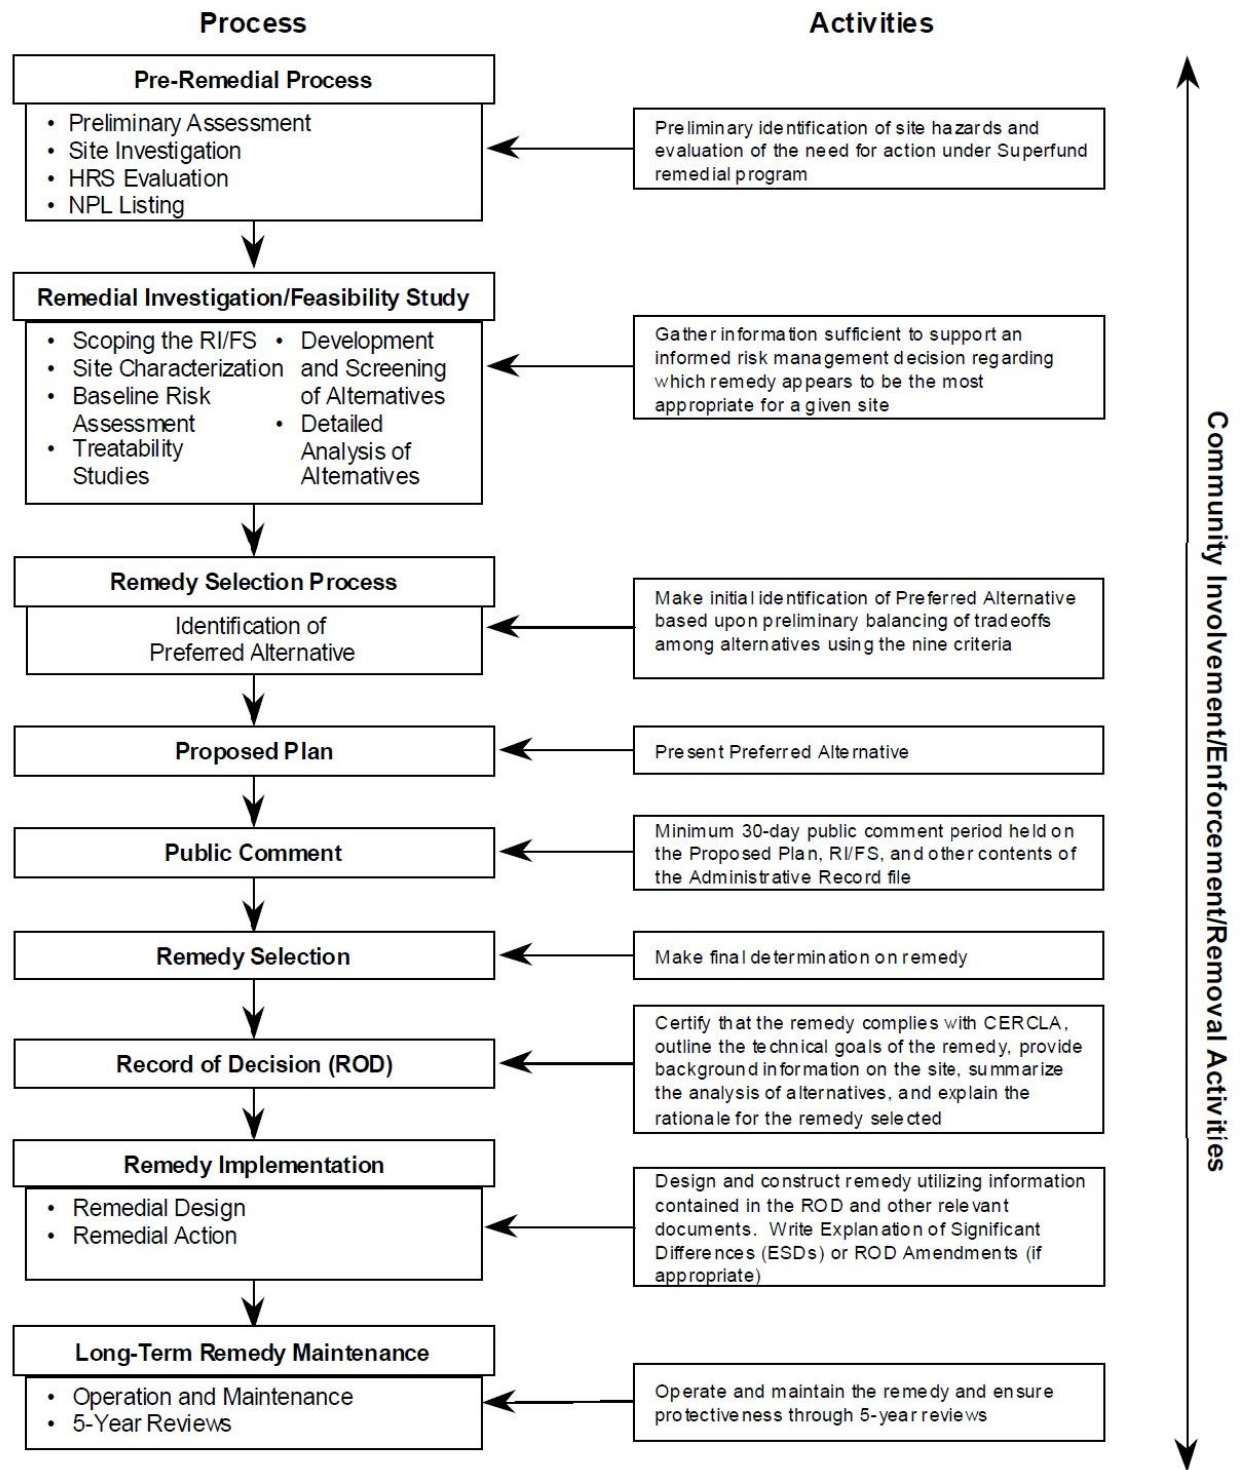 Process
Activities
Pre-Remedial Process
• Preliminary Assessment
• Site Investigation
• HRS Evaluation
• NPL Listing
Preliminary identification of site hazards and
evaluation of the need for action under Superfund
remedial program
Remedial Investigation/Feasibility Study
• Scoping the RI/FS
• Site Characterization
• Baseline Risk
Assessment
• Treatability
Studies
• Development
and Screening
of Alternatives
• Detailed
Analysis of
Alternatives
Gather information sufficient to support an
informed risk management decision regarding
which remedy appears to be the most
appropriate for a given site
Remedy Selection Process
Identification of
Preferred Alternative
Make initial identification of Preferred Alternative
based upon preliminary balancing of tradeoffs
among alternatives using the nine criteria
Proposed Plan
Present Preferred Alternative
Public Comment
Minimum 30-day public comment period held on
the Proposed Plan, RI/FS, and other contents of
the Administrative Record file
Remedy Selection
Make final determination on remedy
Record of Decision (ROD)
Certify that the remedy complies with CERCLA,
outline the technical goals of the remedy, provide
background information on the site, summarize
the analysis of alternatives, and explain the
rationale for the remedy selected
Remedy Implementation
• Remedial Design
• Remedial Action
Design and construct remedy utilizing information
contained in the ROD and other relevant
documents. Write Explanation of Significant
Differences (ESDs) or ROD Amendments (if
appropriate)
Long-Term Remedy Maintenance
• Operation and Maintenance
• 5-Year Reviews
Operate and maintain the remedy and ensure
protectiveness through 5-year reviews
Community Involvement/Enforcement/Removal Activities